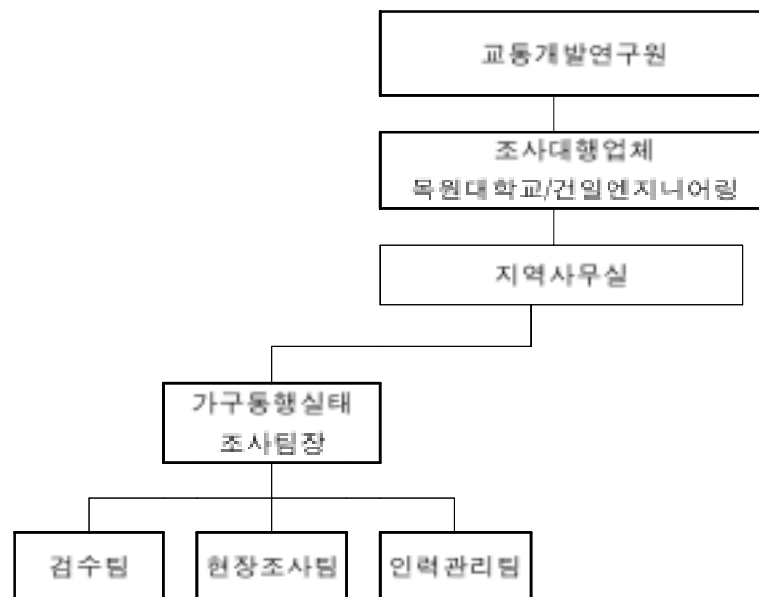 교통개발연구원
조사대행업체
목원대학교/건일엔지니어링
지역사무실
가구통행실태
조사팀장
검수팀
현장조사팀
인력관리팀